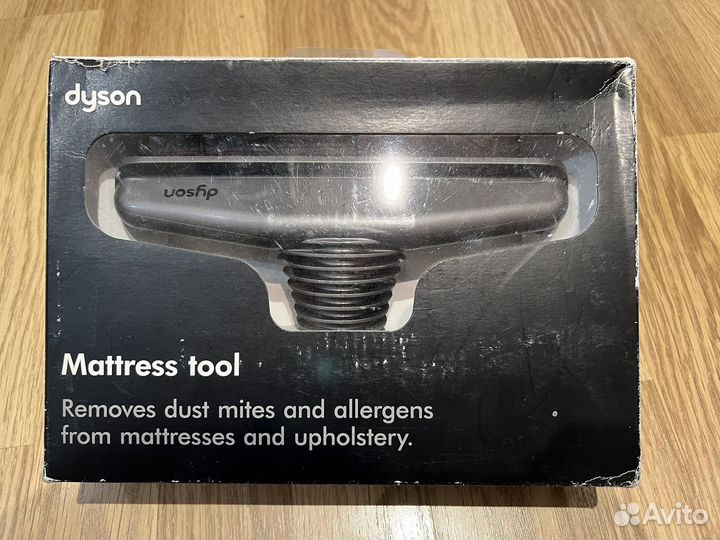 dyson
dyson
Mattress tool
Removes dust mites and allergens
from mattresses and upholstery.
Avito